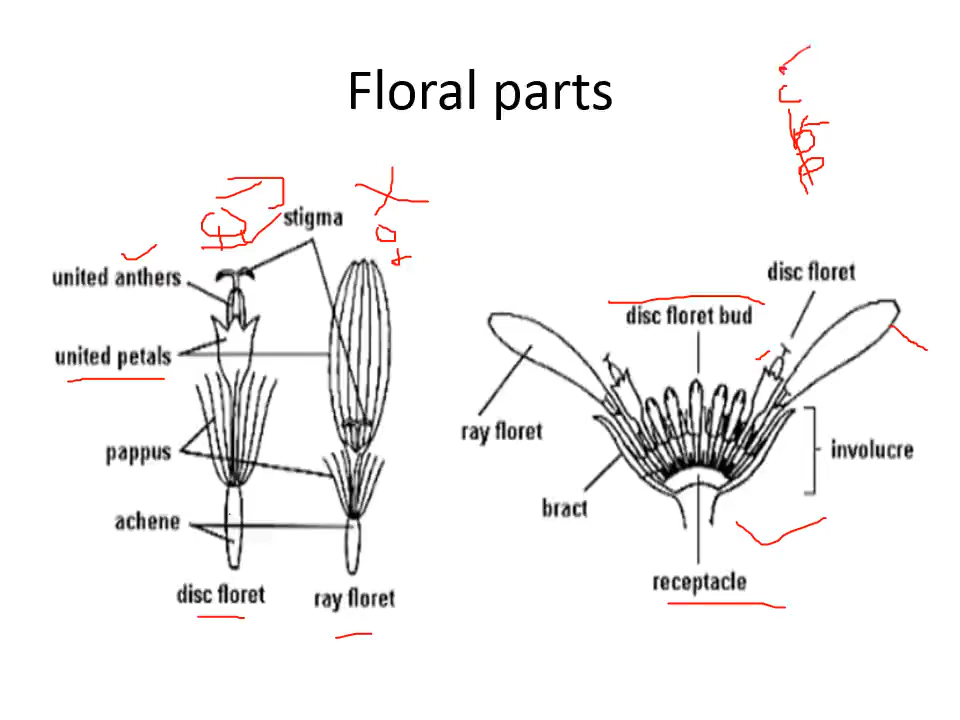 Floral parts
stigma
united anthers
united petals
pappus
achene
disc floret
ray floret
disc floret
disc floret bud
ray floret
involucre
bract
receptacle